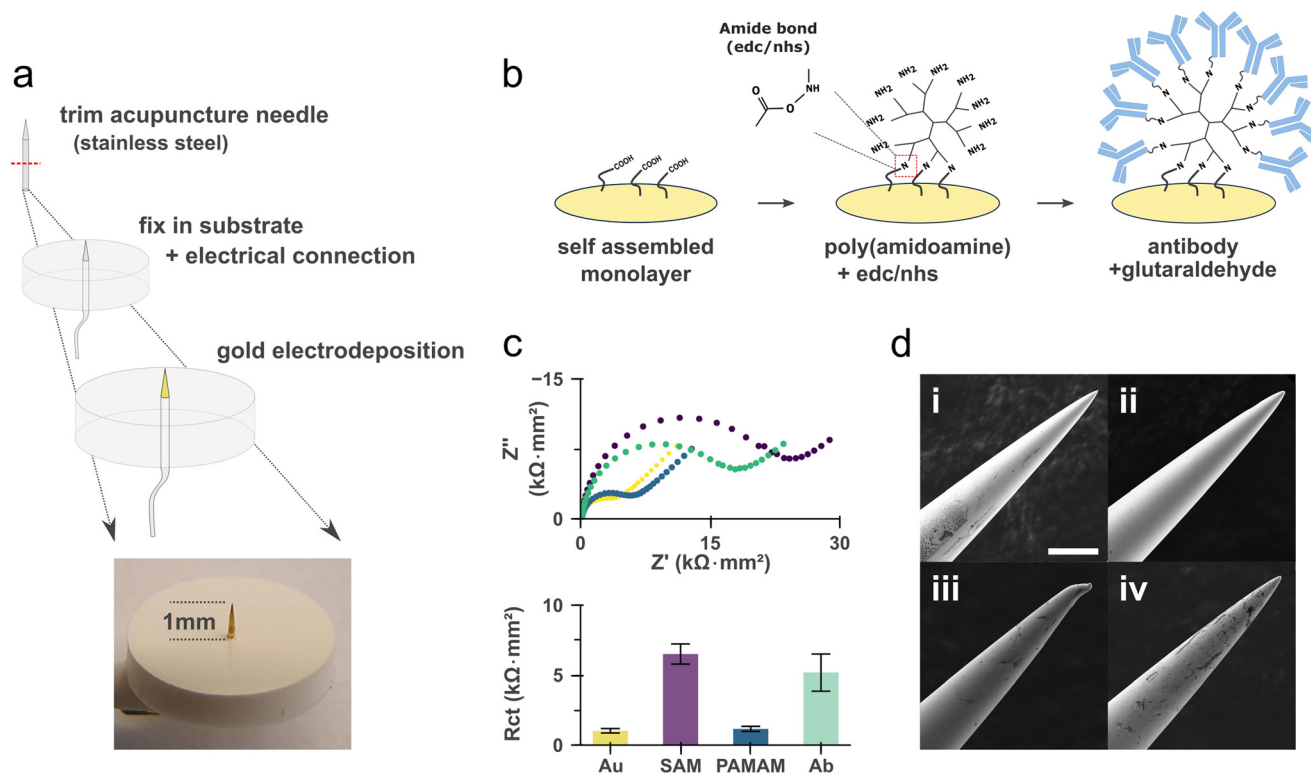 a
trim acupuncture needle
(stainless steel)
fix in substrate
+ electrical connection
gold electrodeposition
1mm
b
Amide bond
(edc/nhs)
O
O
NH
COOH
COOH
COOH
NH2
NH2
NH2
NH2
NH2
NH2
NH2
NH2
NH2
N
N
N
N
N
N
N
N
N
N
N
N
N
N
self assembled
monolayer
poly(amidoamine)
+ edc/nhs
antibody
+glutaraldehyde
c
−15
0
Z''
(kΩ·mm²)
0
15
30
Z' (kΩ·mm²)
10
5
0
Rct (kΩ·mm²)
Au
SAM
PAMAM
Ab
d
i
ii
iii
iv